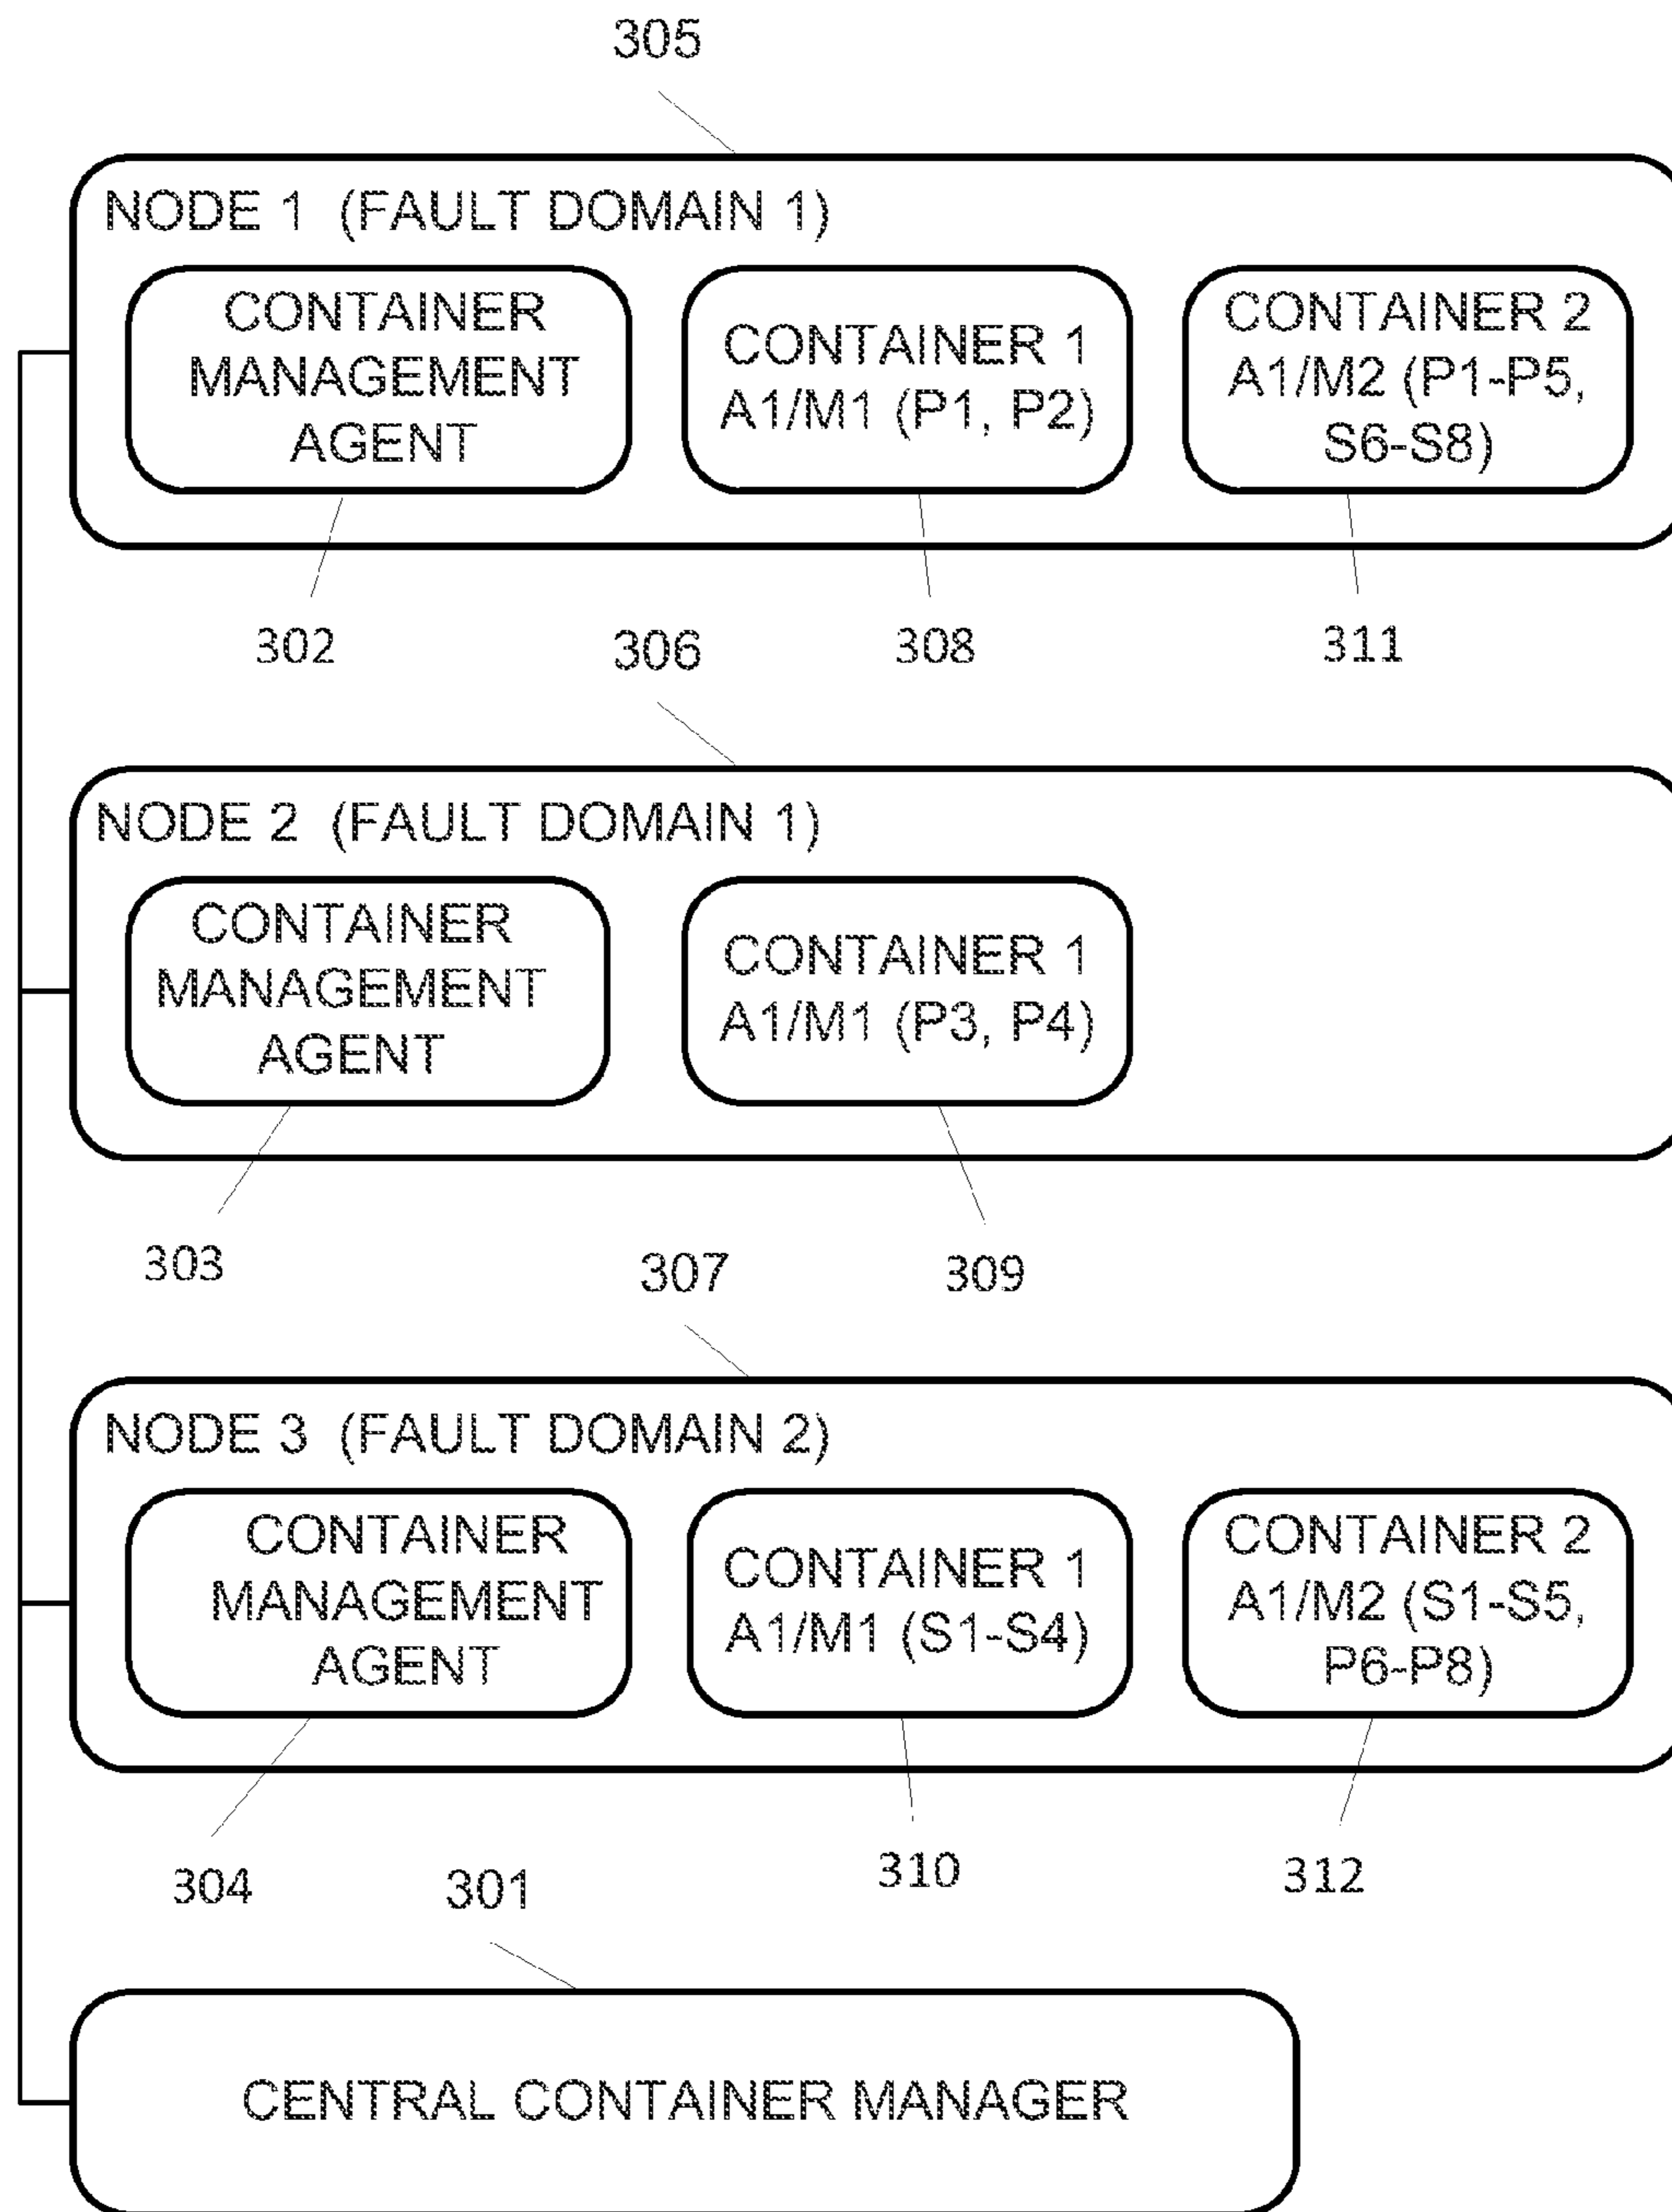 305
NODE 1 (FAULT DOMAIN 1)
CONTAINER
MANAGEMENT
AGENT
CONTAINER 1
A1/M1 (P1, P2)
CONTAINER 2
A1/M2 (P1-P5,
S6-S8)
302
308
311
306
NODE 2 (FAULT DOMAIN 1)
CONTAINER
MANAGEMENT
AGENT
CONTAINER 1
A1/M1 (P3, P4)
303
309
307
NODE 3 (FAULT DOMAIN 2)
CONTAINER
MANAGEMENT
AGENT
CONTAINER 1
A1/M1 (S1-S4)
CONTAINER 2
A1/M2 (S1-S5,
P6-P8)
304
310
312
301
CENTRAL CONTAINER MANAGER